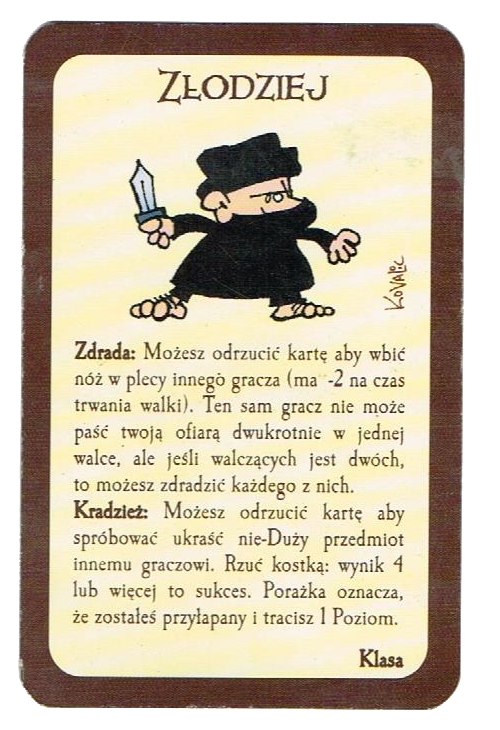 ZŁODZIEJ
KOVALIC
Zdrada: Możesz odrzucić kartę aby wbić
nóż w plecy innego gracza (ma -2 na czas
trwania walki). Ten sam gracz nie może
paść twoją ofiarą dwukrotnie w jednej
walce, ale jeśli walczących jest dwóch,
to możesz zdradzić każdego z nich.
Kradzież: Możesz odrzucić kartę aby
spróbować ukraść nie-Duży przedmiot
innemu graczowi. Rzuć kostką: wynik 4
lub więcej to sukces. Porażka oznacza,
że zostałeś przyłapany i tracisz 1 Poziom.
Klasa